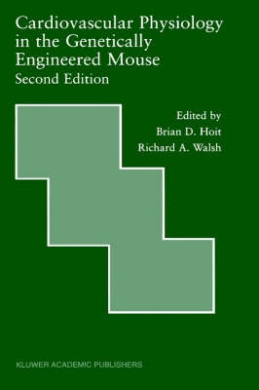 Cardiovascular Physiology
in the Genetically
Engineered Mouse
Second Edition
Edited by
Brian D. Hoit
Richard A. Walsh
KLUWER ACADEMIC PUBLISHERS